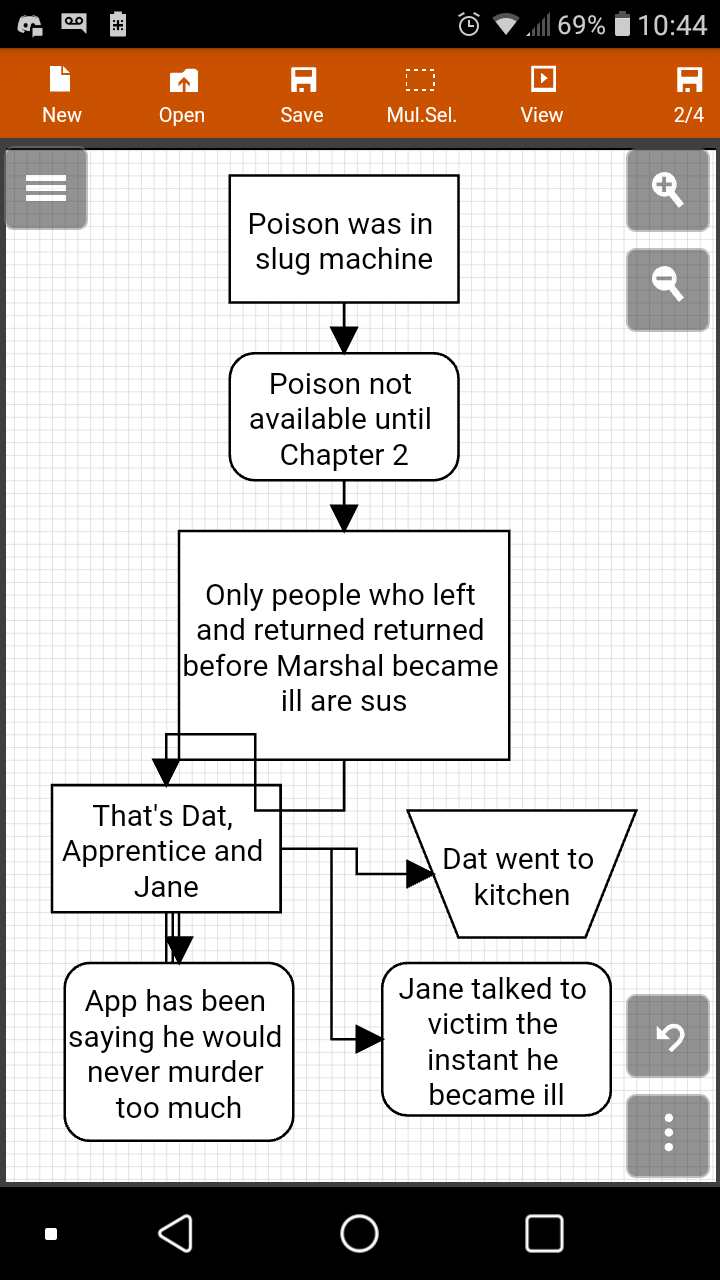 69% 10:44
New Open Save Mul.Sel. View 2/4
Poison was in
slug machine
Poison not
available until
Chapter 2
Only people who left
and returned returned
before Marshal became
ill are sus
That's Dat,
Apprentice and
Jane
Dat went to
kitchen
App has been
saying he would
never murder
too much
Jane talked to
victim the
instant he
became ill